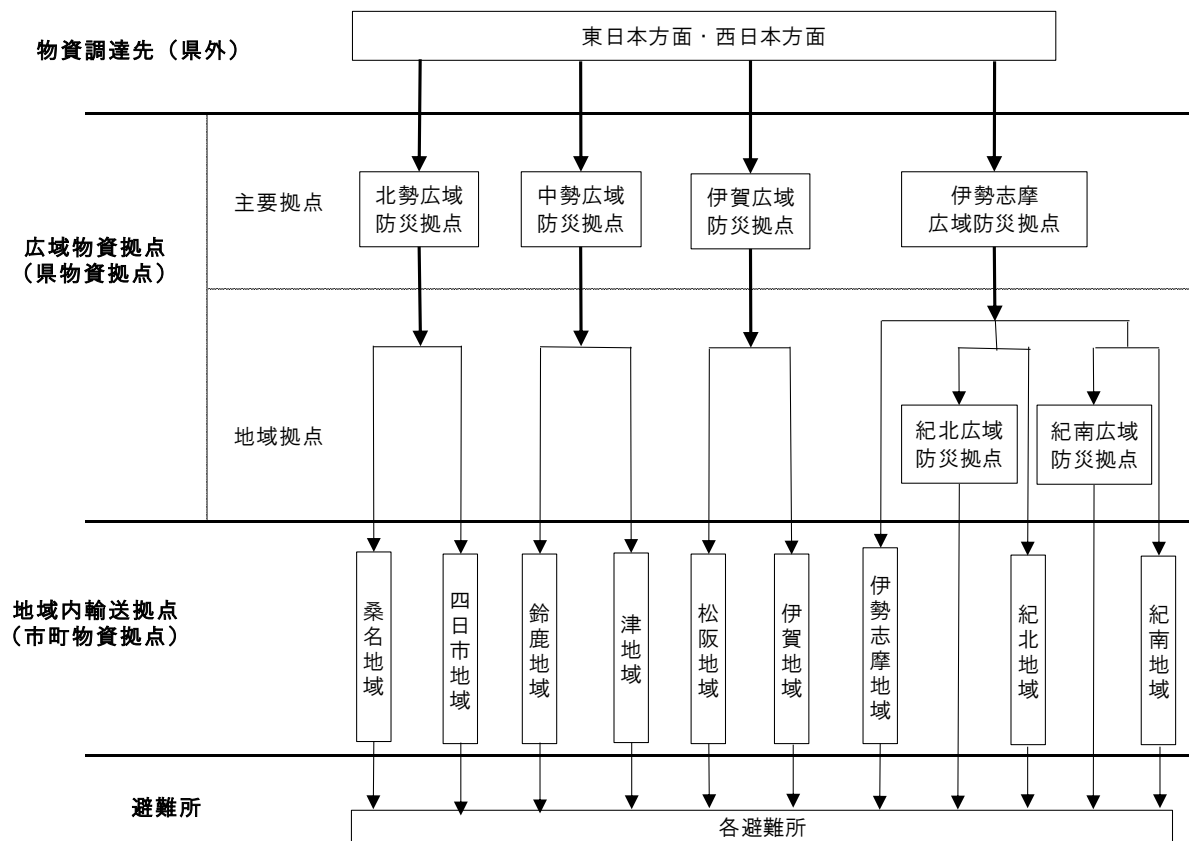 物資調達先（県外）
東日本方面・西日本方面
広域物資拠点
（県物資拠点）
主要拠点
北勢広域
防災拠点
中勢広域
防災拠点
伊賀広域
防災拠点
伊勢志摩
広域防災拠点
地域拠点
紀北広域
防災拠点
紀南広域
防災拠点
地域内輸送拠点
（市町物資拠点）
桑名地域
四日市地域
鈴鹿地域
津地域
松阪地域
伊賀地域
伊勢志摩地域
紀北地域
紀南地域
避難所
各避難所